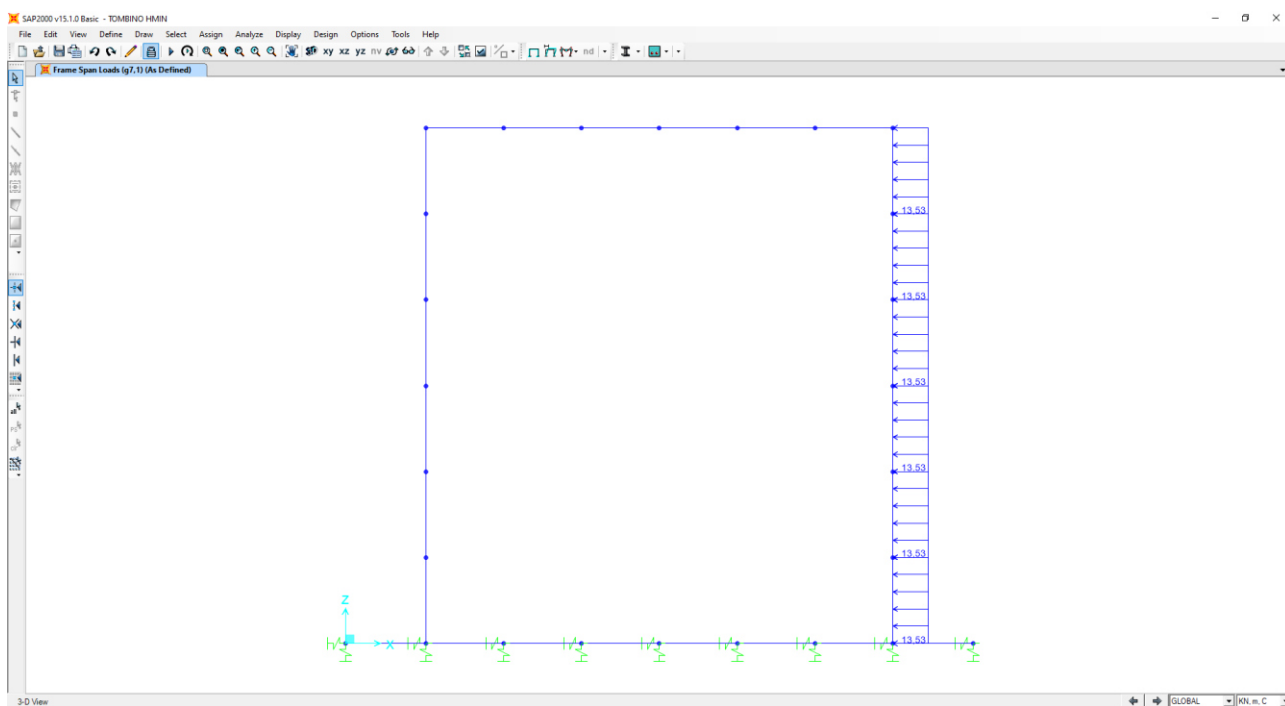 SAP2000 v15.1.0 Basic - TOMBINO HMIN
File Edit View Define Draw Select Assign Analyze Display Design Options Tools Help
xy xz yz nv nd
Frame Span Loads (g7,1) (As Defined)
13.53
13.53
13.53
13.53
13.53
Z
X
13.53
3-D View
GLOBAL
KN, m, C